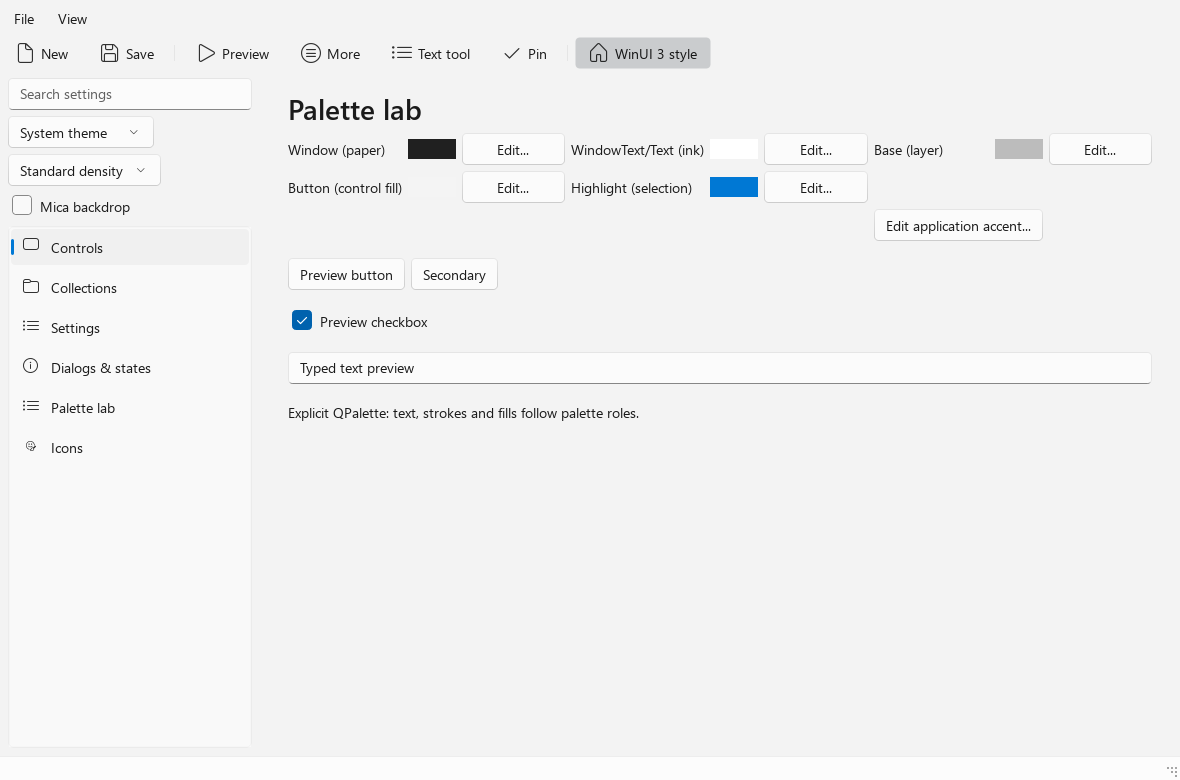 File View
New Save Preview More Text tool Pin WinUI 3 style
Search settings
System theme
Standard density
Mica backdrop
Controls
Collections
Settings
Dialogs & states
Palette lab
Icons
Palette lab
Window (paper) Edit... WindowText/Text (ink) Edit... Base (layer) Edit...
Button (control fill) Edit... Highlight (selection) Edit...
Edit application accent...
Preview button Secondary
Preview checkbox
Typed text preview
Explicit QPalette: text, strokes and fills follow palette roles.